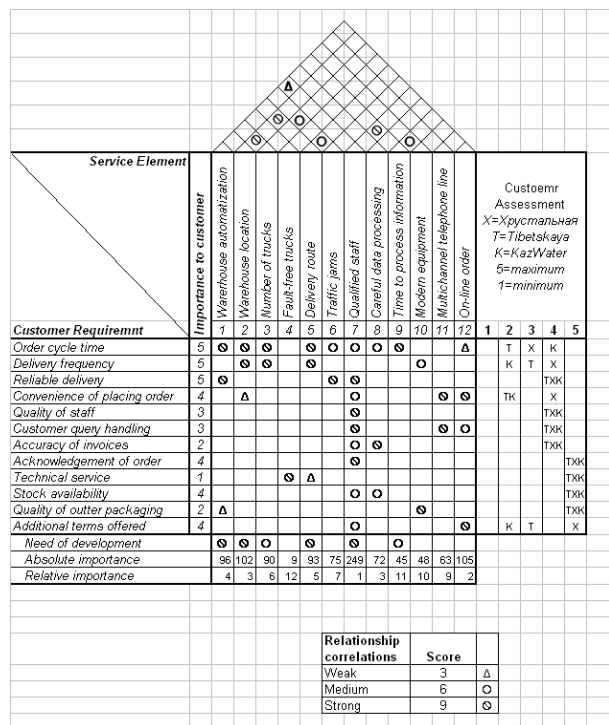 Service Element
Importance to customer
Warerhouse automatization
Warehouse location
Number of trucks
Fault-free trucks
Delivery route
Traffic jams
Qualified staff
Careful data processing
Time to process information
Modern equipment
Multichannel telephone line
On-line order
Custoemr
Assessment
X=Хрустальная
T=Tibetskaya
K=KazWater
5=maximum
1=minimum
Customer Requiremnt 1 2 3 4 5 6 7 8 9 10 11 12 1 2 3 4 5
Order cycle time 5 T X K
Delivery frequency 5 K T X
Reliable delivery 5 TXK
Convenience of placing order 4 TK X
Quality of staff 3 TXK
Customer query handling 3 TXK
Accuracy of invoices 2 TXK
Acknowledgement of order 4 TXK
Technical service 1 TXK
Stock availability 4 TXK
Quality of outter packaging 2 TXK
Additional terms offered 4 K T X
Need of development
Absolute importance 96 102 90 9 93 75 249 72 45 48 63 105
Relative importance 4 3 6 12 5 7 1 3 11 10 9 2
Relationship
correlations Score
Weak 3 Δ
Medium 6 O
Strong 9